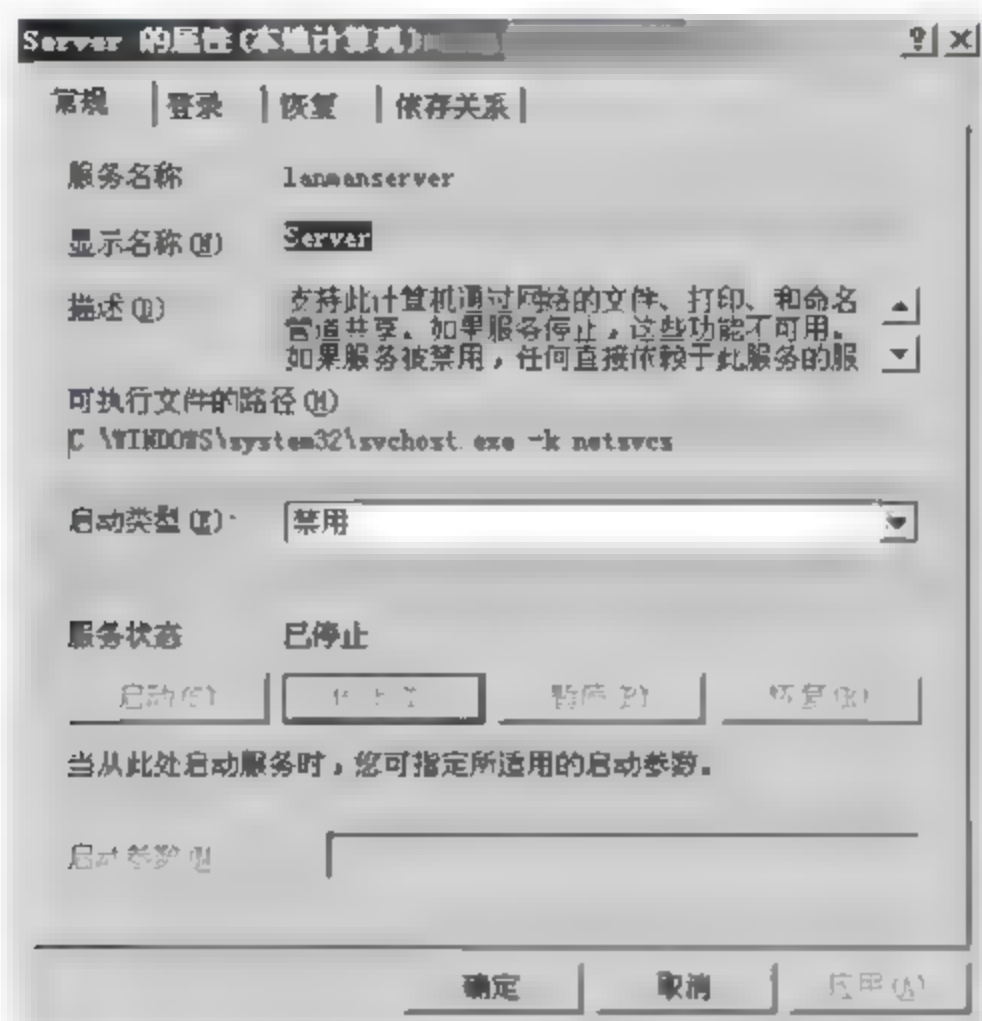 Server 的属性(本地计算机)
常规 登录 恢复 依存关系
服务名称 lanmanserver
显示名称(N) Server
描述(D) 支持此计算机通过网络的文件、打印、和命名
管道共享。如果服务停止,这些功能不可用。
如果服务被禁用,任何直接依赖于此服务的服
可执行文件的路径(H)
C \WINDOWS\system32\svchost.exe -k netsvcs
启动类型(E) 禁用
服务状态 已停止
启动(S) 停止(T) 暂停(P) 恢复(R)
当从此处启动服务时,您可指定所适用的启动参数。
启动参数(M)
确定 取消 应用(A)